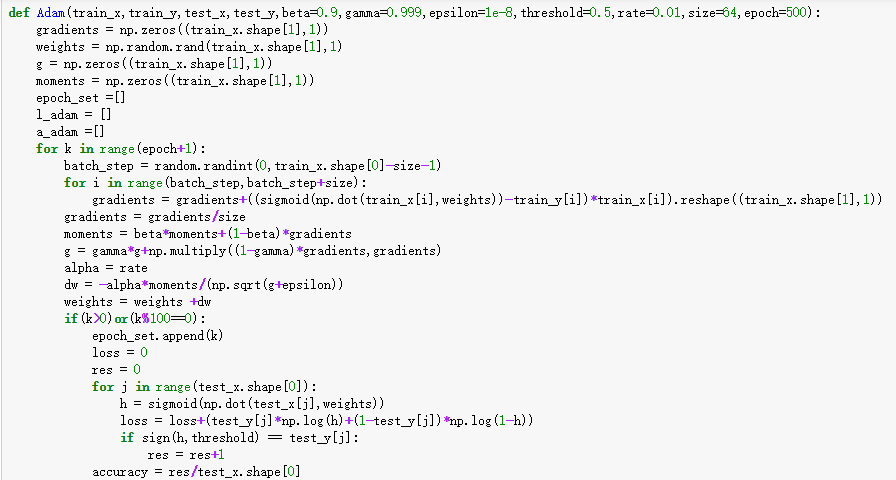 def Adam(train_x, train_y, test_x, test_y, beta=0.9, gamma=0.999, epsilon=1e-8, threshold=0.5, rate=0.01, size=64, epoch=500):
    gradients = np.zeros((train_x.shape[1],1))
    weights = np.random.rand(train_x.shape[1],1)
    g = np.zeros((train_x.shape[1],1))
    moments = np.zeros((train_x.shape[1],1))
    epoch_set =[]
    l_adam = []
    a_adam =[]
    for k in range(epoch+1):
        batch_step = random.randint(0,train_x.shape[0]-size-1)
        for i in range(batch_step,batch_step+size):
            gradients = gradients+((sigmoid(np.dot(train_x[i],weights))-train_y[i])*train_x[i]).reshape((train_x.shape[1],1))
        gradients = gradients/size
        moments = beta*moments+(1-beta)*gradients
        g = gamma*g+np.multiply((1-gamma)*gradients,gradients)
        alpha = rate
        dw = -alpha*moments/(np.sqrt(g+epsilon))
        weights = weights +dw
        if(k>0)or(k%100==0):
            epoch_set.append(k)
            loss = 0
            res = 0
            for j in range(test_x.shape[0]):
                h = sigmoid(np.dot(test_x[j],weights))
                loss = loss+(test_y[j]*np.log(h)+(1-test_y[j])*np.log(1-h))
                if sign(h,threshold) == test_y[j]:
                    res = res+1
            accuracy = res/test_x.shape[0]